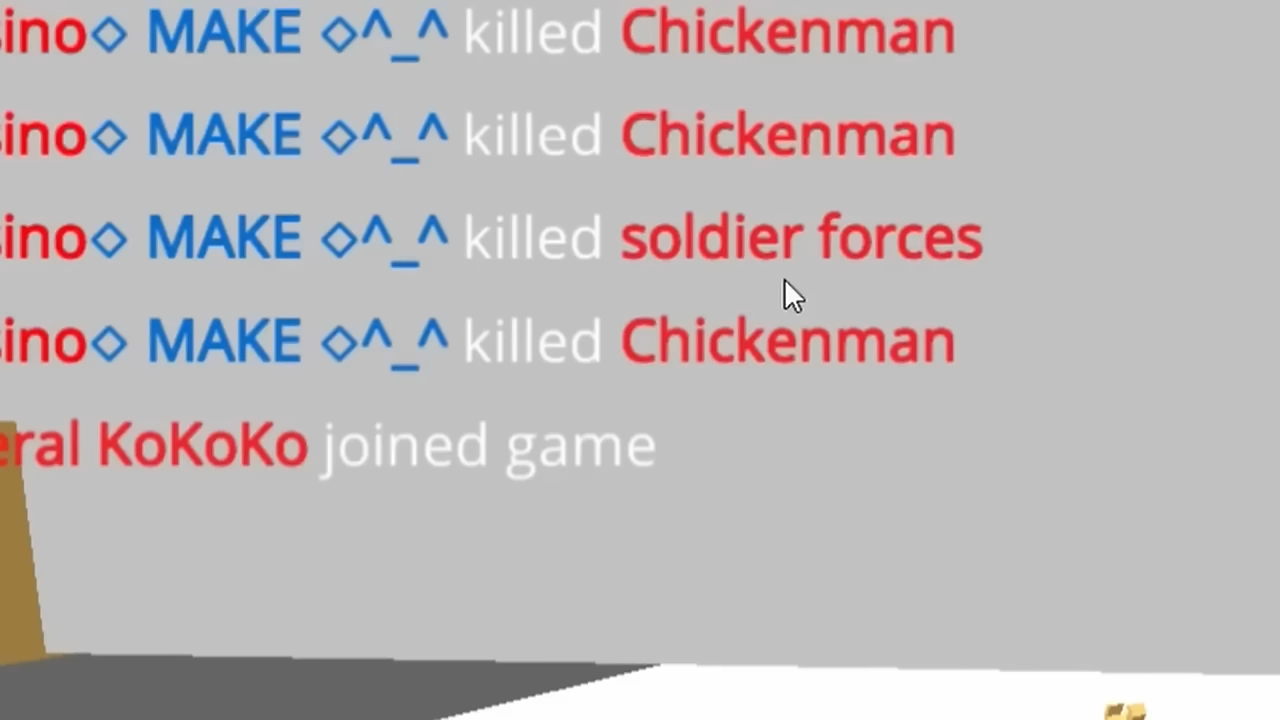 sino◇ MAKE ◇^_^ killed Chickenman
sino◇ MAKE ◇^_^ killed Chickenman
sino◇ MAKE ◇^_^ killed soldier forces
sino◇ MAKE ◇^_^ killed Chickenman
eral KoKoKo joined game